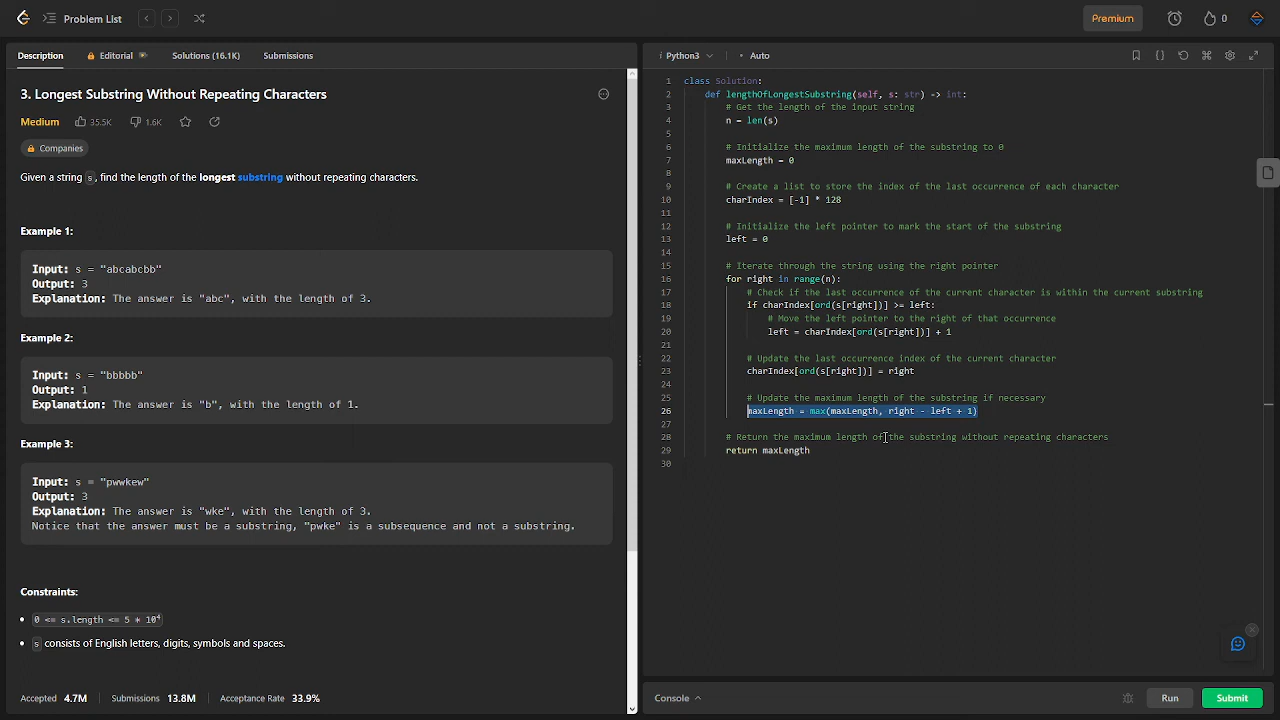 Problem List
Premium
0
Description
Editorial
Solutions (16.1K)
Submissions
3. Longest Substring Without Repeating Characters
Medium
35.5K
1.6K
Companies
Given a string s, find the length of the longest substring without repeating characters.
Example 1:
Input: s = "abcabcbb"
Output: 3
Explanation: The answer is "abc", with the length of 3.
Example 2:
Input: s = "bbbbb"
Output: 1
Explanation: The answer is "b", with the length of 1.
Example 3:
Input: s = "pwwkew"
Output: 3
Explanation: The answer is "wke", with the length of 3.
Notice that the answer must be a substring, "pwke" is a subsequence and not a substring.
Constraints:
0 <= s.length <= 5 * 10⁴
s consists of English letters, digits, symbols and spaces.
Accepted 4.7M
Submissions 13.8M
Acceptance Rate 33.9%
i Python3
Auto
1 class Solution:
2 def lengthOfLongestSubstring(self, s: str) -> int:
3 # Get the length of the input string
4 n = len(s)
5
6 # Initialize the maximum length of the substring to 0
7 maxLength = 0
8
9 # Create a list to store the index of the last occurrence of each character
10 charIndex = [-1] * 128
11
12 # Initialize the left pointer to mark the start of the substring
13 left = 0
14
15 # Iterate through the string using the right pointer
16 for right in range(n):
17 # Check if the last occurrence of the current character is within the current substring
18 if charIndex[ord(s[right])] >= left:
19 # Move the left pointer to the right of that occurrence
20 left = charIndex[ord(s[right])] + 1
21
22 # Update the last occurrence index of the current character
23 charIndex[ord(s[right])] = right
24
25 # Update the maximum length of the substring if necessary
26 maxLength = max(maxLength, right - left + 1)
27
28 # Return the maximum length of the substring without repeating characters
29 return maxLength
30
Console
Run
Submit